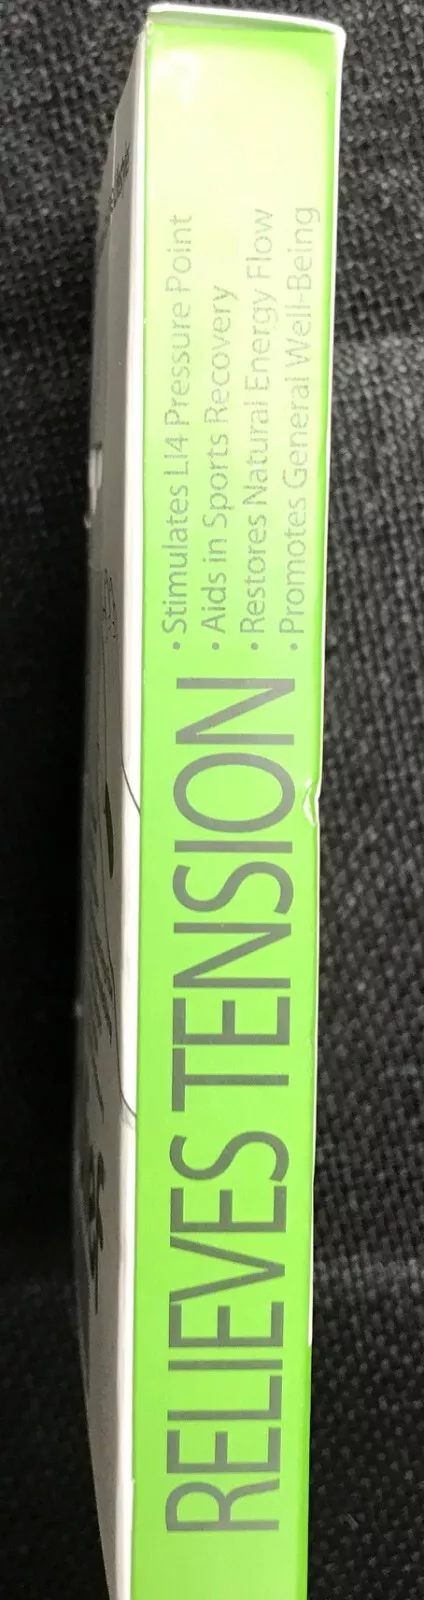 RELIEVES TENSION
• Stimulates LI4 Pressure Point
• Aids in Sports Recovery
• Restores Natural Energy Flow
• Promotes General Well-Being